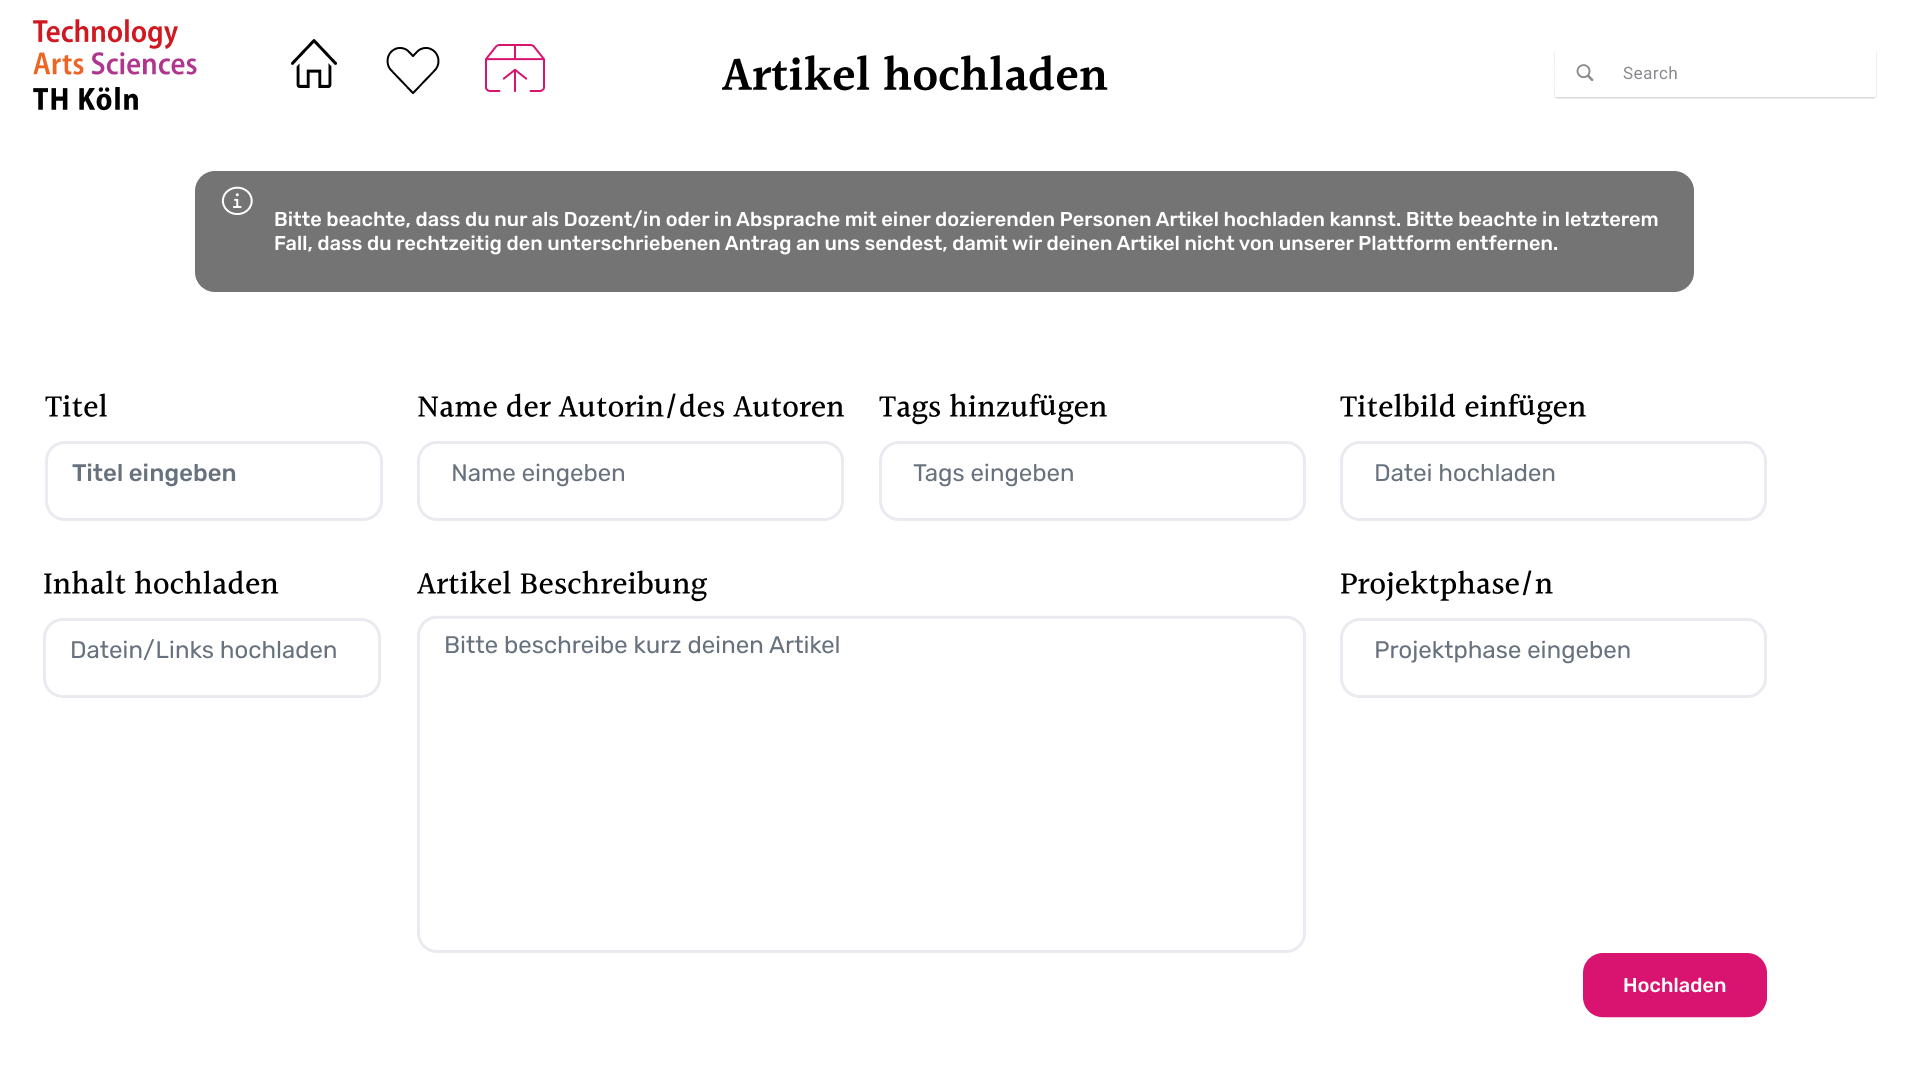 Technology
Arts Sciences
TH Köln
Artikel hochladen
Search
Bitte beachte, dass du nur als Dozent/in oder in Absprache mit einer dozierenden Personen Artikel hochladen kannst. Bitte beachte in letzterem
Fall, dass du rechtzeitig den unterschriebenen Antrag an uns sendest, damit wir deinen Artikel nicht von unserer Plattform entfernen.
Titel
Name der Autorin/des Autoren
Tags hinzufügen
Titelbild einfügen
Titel eingeben
Name eingeben
Tags eingeben
Datei hochladen
Inhalt hochladen
Artikel Beschreibung
Projektphase/n
Datein/Links hochladen
Bitte beschreibe kurz deinen Artikel
Projektphase eingeben
Hochladen